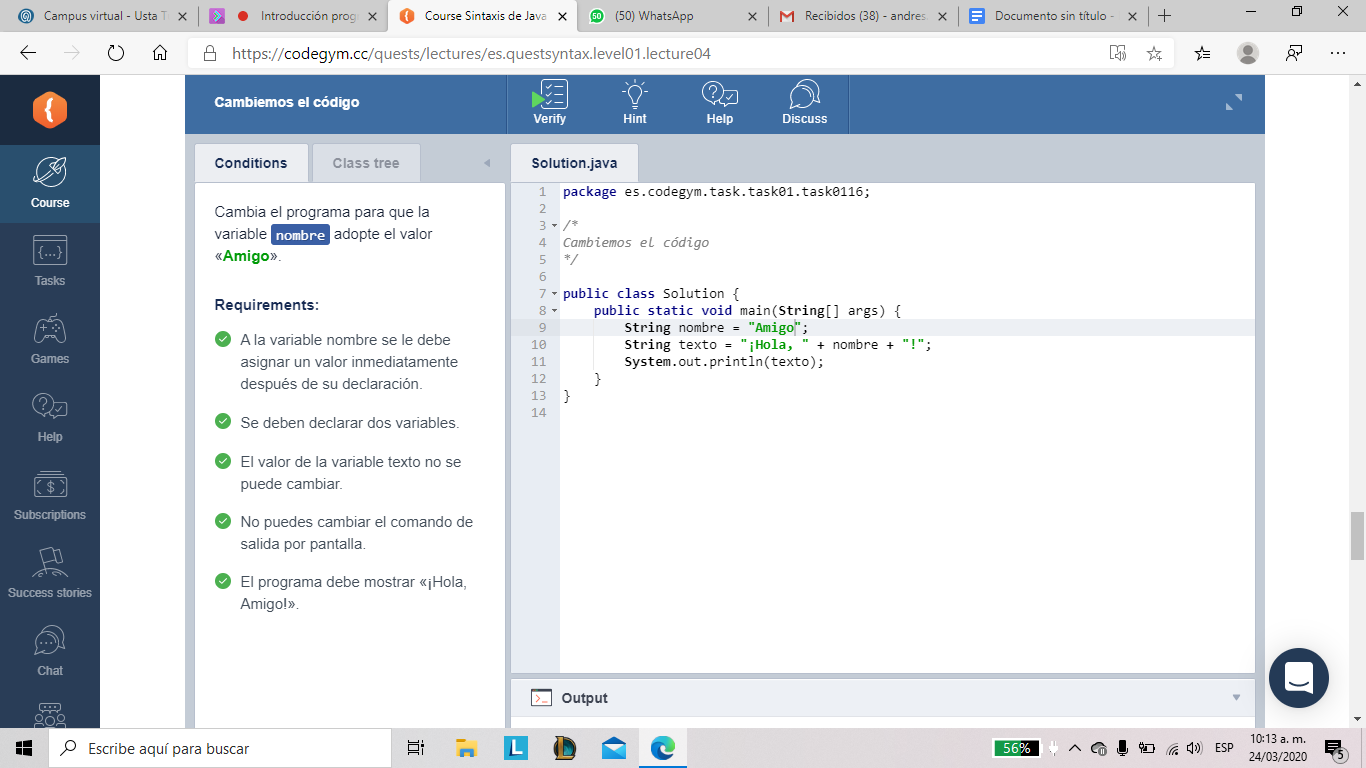 Campus virtual - Usta T
Introducción prog
Course Sintaxis de Java
(50) WhatsApp
Recibidos (38) - andres.
Documento sin título -
https://codegym.cc/quests/lectures/es.questsyntax.level01.lecture04
Cambiemos el código
Verify
Hint
Help
Discuss
Course
Tasks
Games
Help
Subscriptions
Success stories
Chat
Conditions
Class tree
Cambia el programa para que la
variable nombre adopte el valor
«Amigo».
Requirements:
A la variable nombre se le debe
asignar un valor inmediatamente
después de su declaración.
Se deben declarar dos variables.
El valor de la variable texto no se
puede cambiar.
No puedes cambiar el comando de
salida por pantalla.
El programa debe mostrar «¡Hola,
Amigo!».
Solution.java
1 package es.codegym.task.task01.task0116;
2
3 /*
4 Cambiemos el código
5 */
6
7 public class Solution {
8 public static void main(String[] args) {
9 String nombre = "Amigo";
10 String texto = "¡Hola, " + nombre + "!";
11 System.out.println(texto);
12 }
13 }
14
Output
Escribe aquí para buscar
56%
ESP
10:13 a. m.
24/03/2020
5